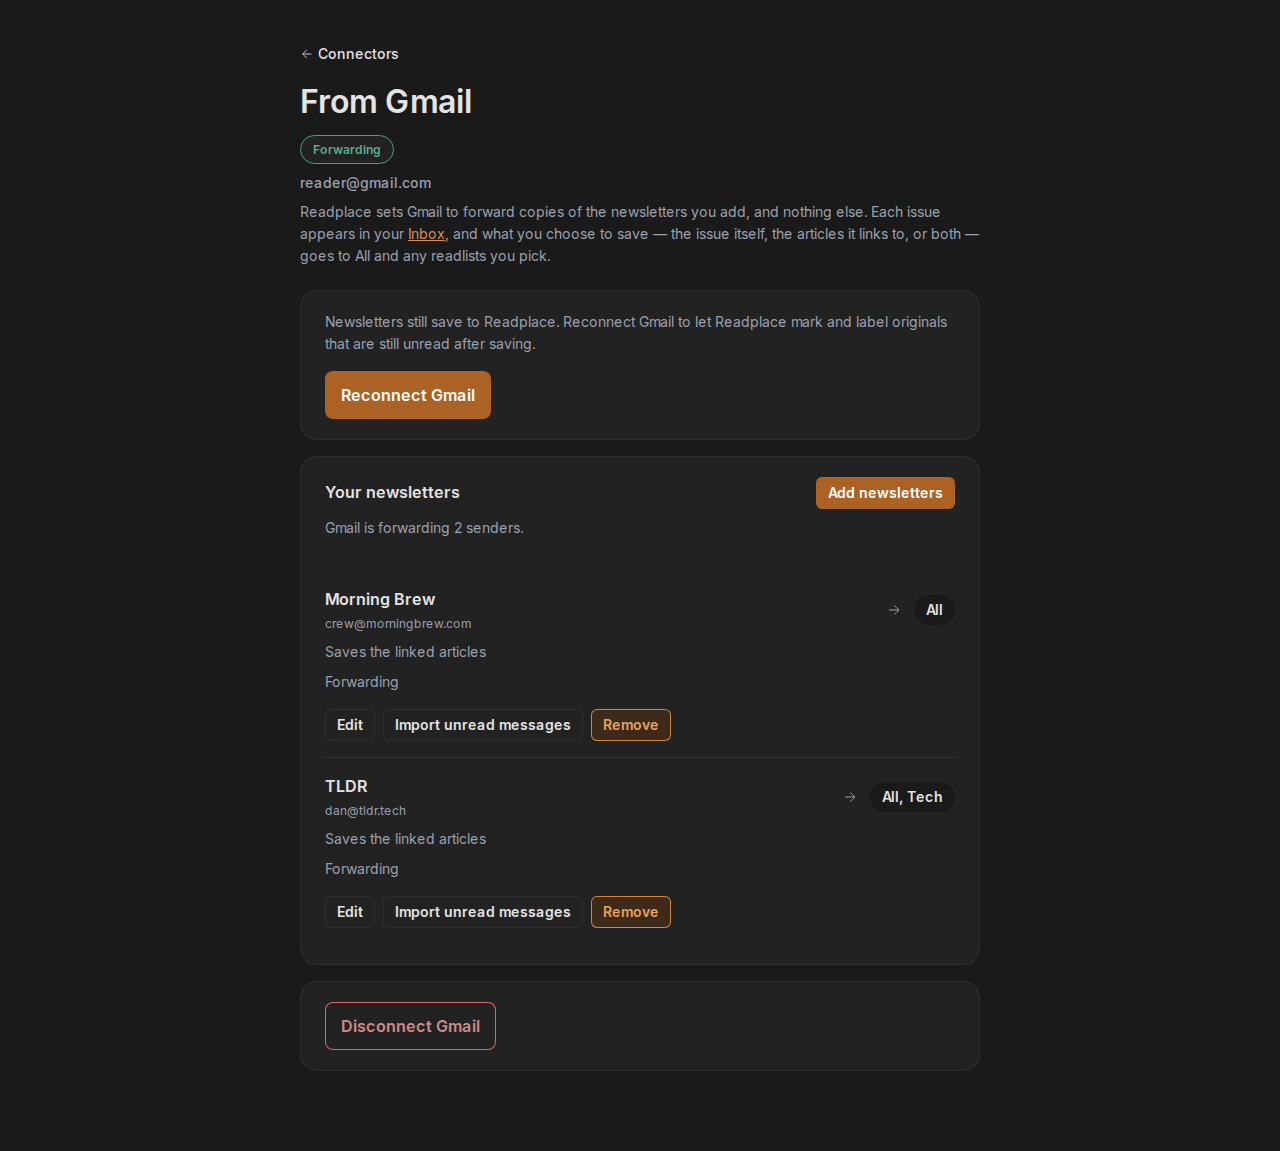 ← Connectors
From Gmail
Forwarding
reader@gmail.com
Readplace sets Gmail to forward copies of the newsletters you add, and nothing else. Each issue
appears in your Inbox, and what you choose to save — the issue itself, the articles it links to, or both —
goes to All and any readlists you pick.
Newsletters still save to Readplace. Reconnect Gmail to let Readplace mark and label originals
that are still unread after saving.
Reconnect Gmail
Your newsletters
Add newsletters
Gmail is forwarding 2 senders.
Morning Brew
→ All
crew@morningbrew.com
Saves the linked articles
Forwarding
Edit
Import unread messages
Remove
TLDR
→ All, Tech
dan@tldr.tech
Saves the linked articles
Forwarding
Edit
Import unread messages
Remove
Disconnect Gmail